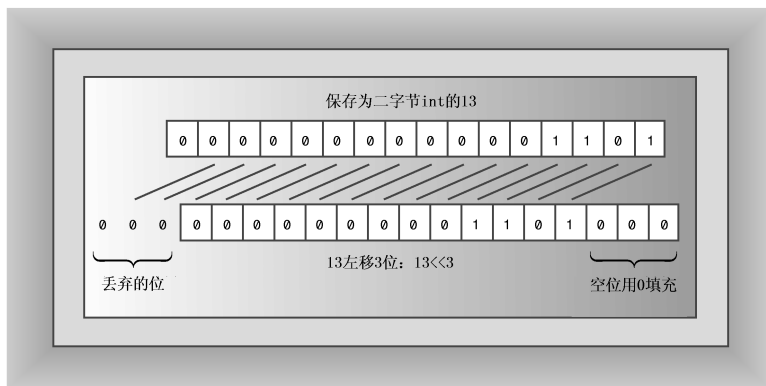 保存为二字节int的13
0 0 0 0 0 0 0 0 0 0 0 0 1 1 0 1
0 0 0 0 0 0 0 0 0 0 0 0 1 1 0 1 0 0 0
13左移3位：13<<3
丢弃的位 空位用0填充